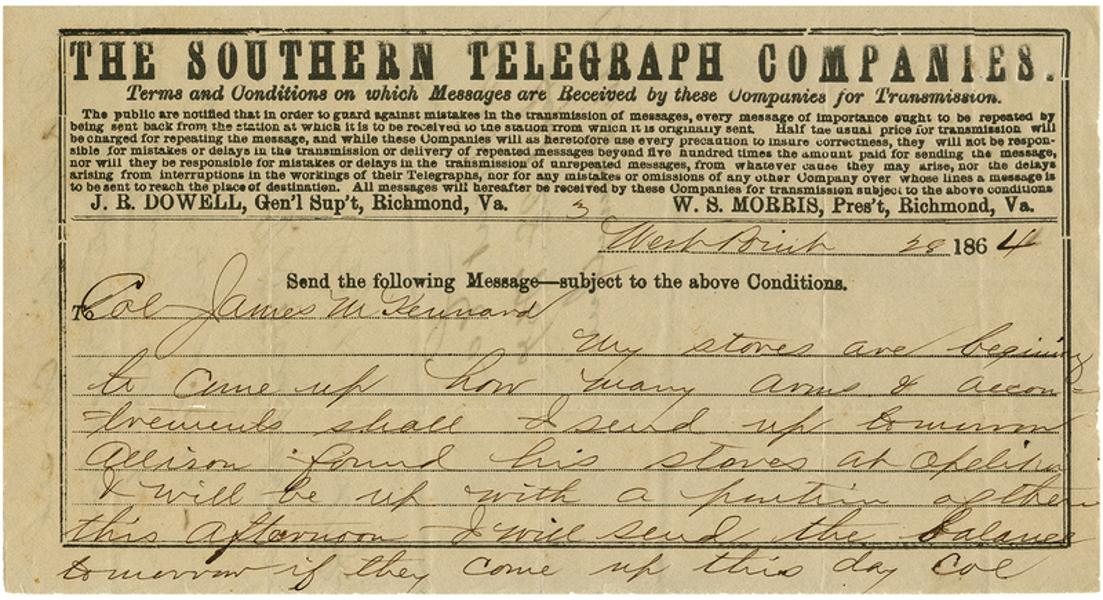 THE SOUTHERN TELEGRAPH COMPANIES.
Terms and Conditions on which Messages are Received by these Companies for Transmission.
The public are notified that in order to guard against mistakes in the transmission of messages, every message of importance ought to be repeated by
being sent back from the station at which it is to be received to the station from which it is originally sent. Half the usual price for transmission will
be charged for repeating the message, and while these Companies will as heretofore use every precaution to insure correctness, they will not be respon-
sible for mistakes or delays in the transmission or delivery of repeated messages beyond five hundred times the amount paid for sending the message,
nor will they be responsible for mistakes or delays in the transmission of unrepeated messages, from whatever cause they may arise, nor for delays
arising from interruptions in the workings of their Telegraphs, nor for any mistakes or omissions of any other Company over whose lines a message is
to be sent to reach the place of destination. All messages will hereafter be received by these Companies for transmission subject to the above conditions
J. R. DOWELL, Gen'l Sup't, Richmond, Va. 3 W. S. MORRIS, Pres't, Richmond, Va.
West Point 28 1864
Send the following Message—subject to the above Conditions.
To Col James M Kennard
My stores are begining
to come up how many arms & accou-
trements shall I send up tomorrow
Allison found his stores at Opelika
& will be up with a portion of them
this afternoon I will send the balance
tomorrow if they come up this day Col